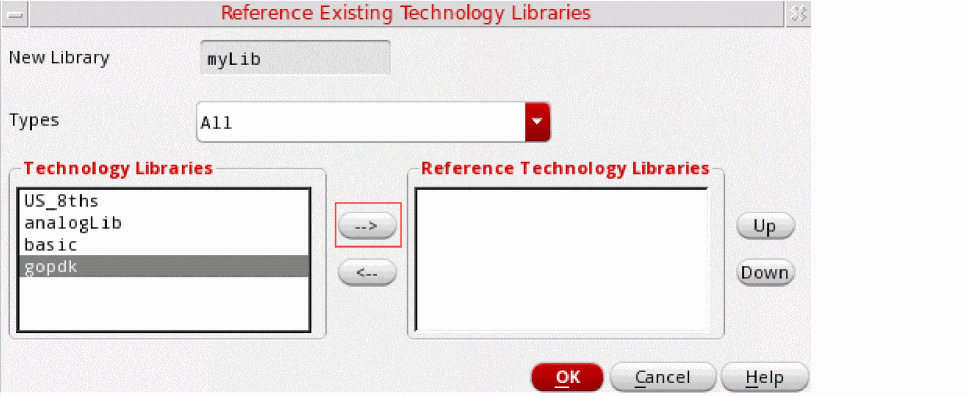 Reference Existing Technology Libraries
New Library
myLib
Types
All
Technology Libraries
US_8ths
analogLib
basic
gopdk
-->
<--
Reference Technology Libraries
Up
Down
OK
Cancel
Help